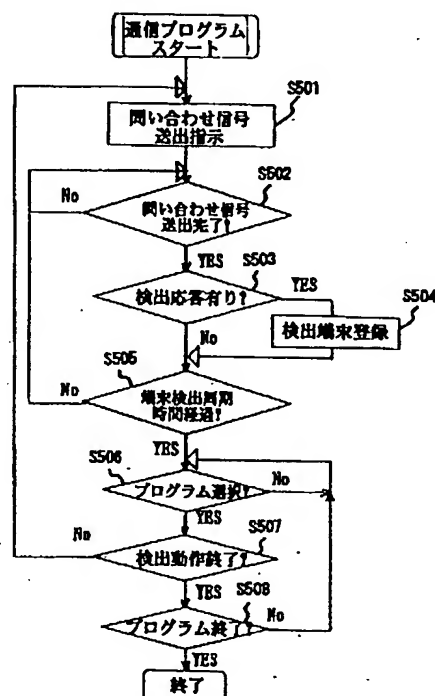 通信プログラム
スタート
S501
問い合わせ信号
送出指示
S502
No
問い合わせ信号
送出完了?
YES
S503
検出応答有り?
YES
S504
検出端末登録
No
S505
No
端末検出周期
時間経過?
YES
S506
プログラム選択?
No
YES
S507
No
検出動作終了?
YES
S508
プログラム終了?
No
YES
終了